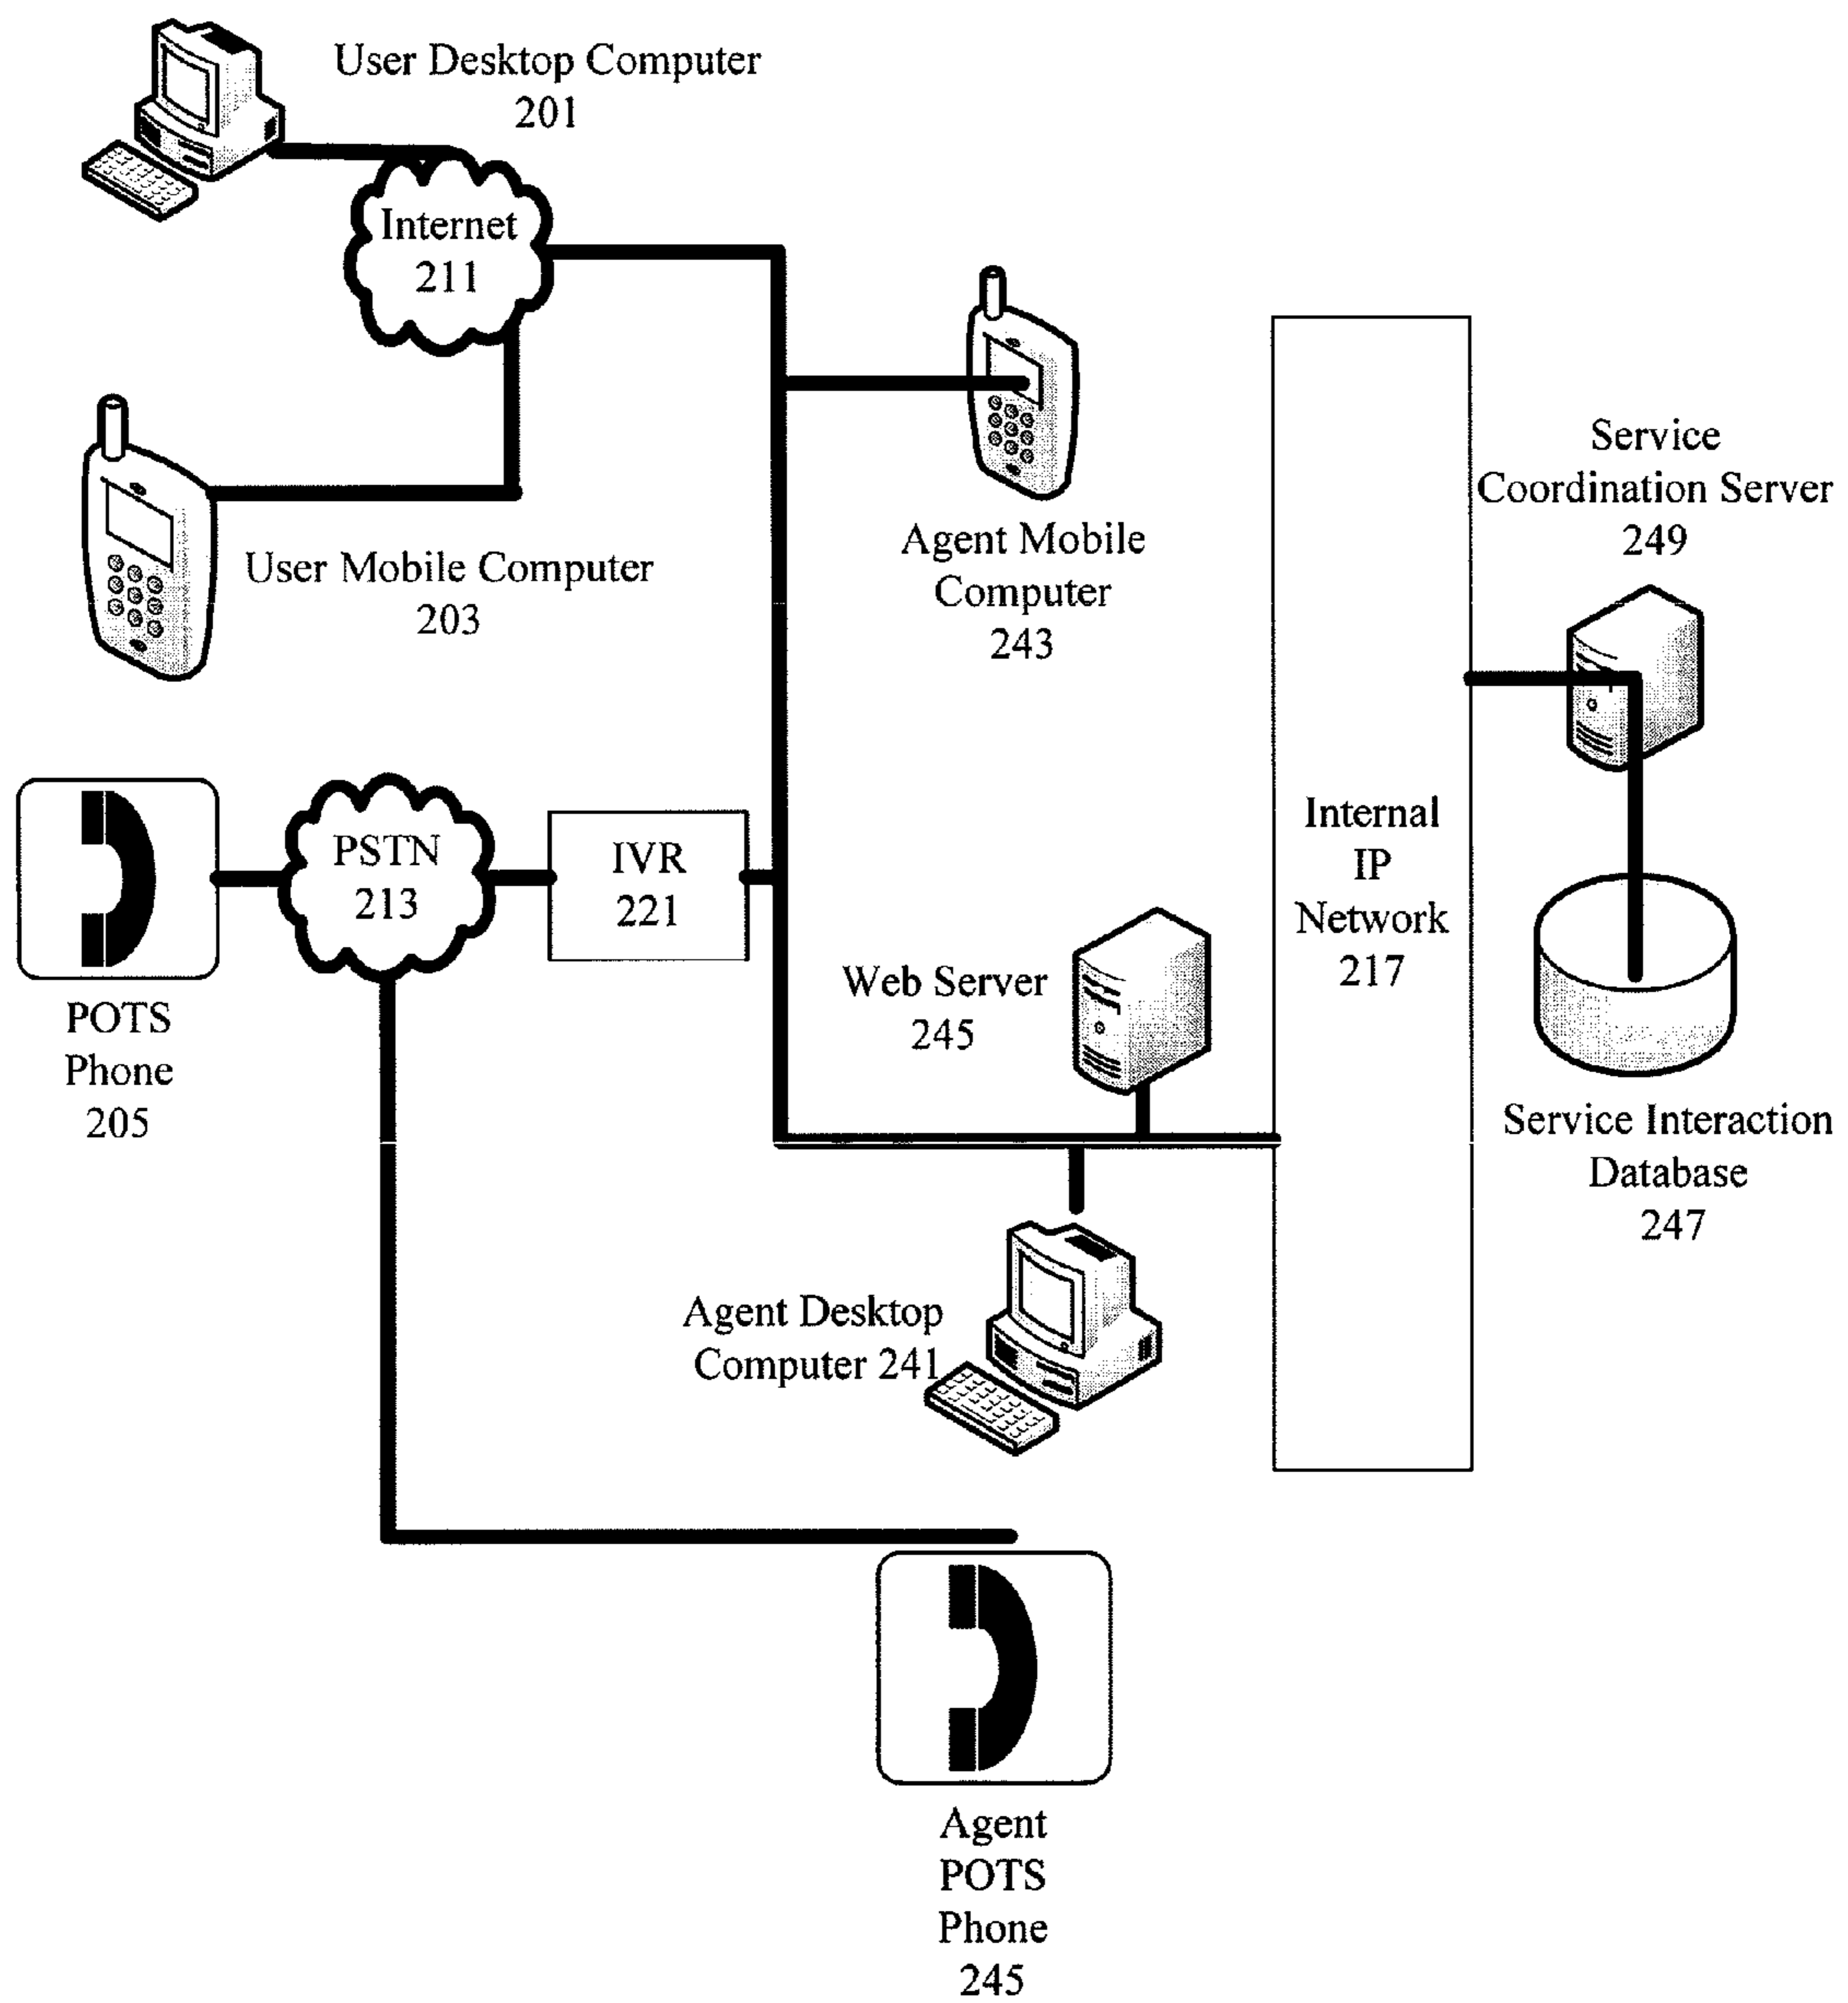 User Desktop Computer
201
Internet
211
User Mobile Computer
203
Agent Mobile
Computer
243
Service
Coordination Server
249
PSTN
213
IVR
221
POTS
Phone
205
Web Server
245
Internal
IP
Network
217
Service Interaction
Database
247
Agent Desktop
Computer 241
Agent
POTS
Phone
245